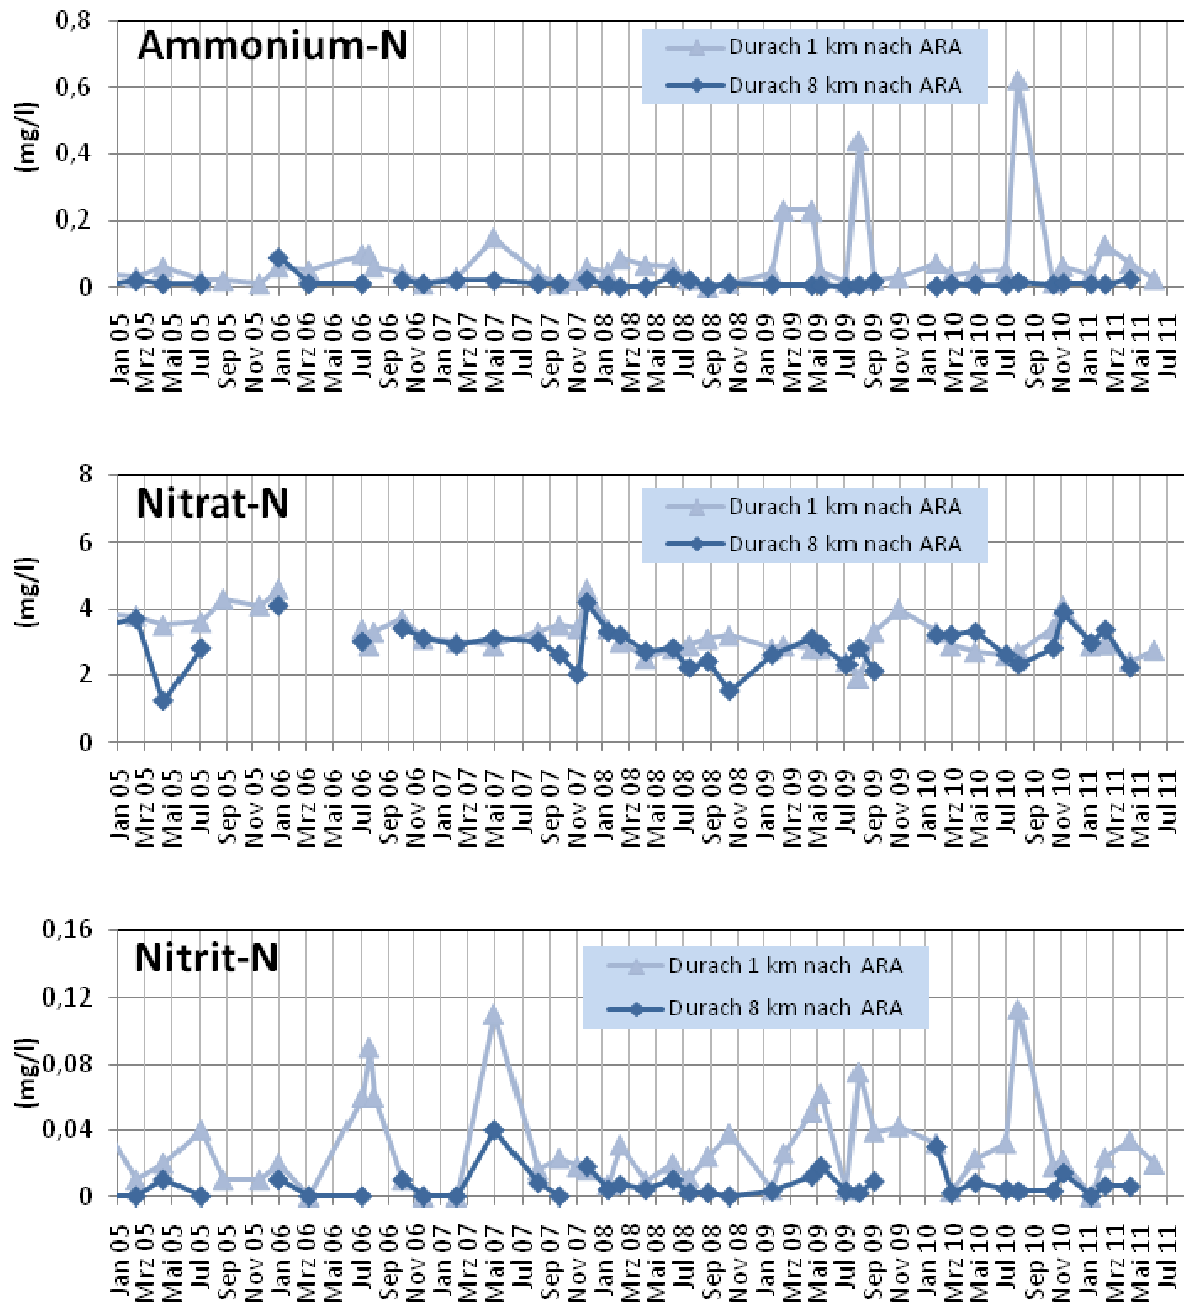 Ammonium-N
Durach 1 km nach ARA
Durach 8 km nach ARA
(mg/l)
0,8
0,6
0,4
0,2
0
Jan 05
Mrz 05
Mai 05
Jul 05
Sep 05
Nov 05
Jan 06
Mrz 06
Mai 06
Jul 06
Sep 06
Nov 06
Jan 07
Mrz 07
Mai 07
Jul 07
Sep 07
Nov 07
Jan 08
Mrz 08
Mai 08
Jul 08
Sep 08
Nov 08
Jan 09
Mrz 09
Mai 09
Jul 09
Sep 09
Nov 09
Jan 10
Mrz 10
Mai 10
Jul 10
Sep 10
Nov 10
Jan 11
Mrz 11
Mai 11
Jul 11
Nitrat-N
Durach 1 km nach ARA
Durach 8 km nach ARA
(mg/l)
8
6
4
2
0
Jan 05
Mrz 05
Mai 05
Jul 05
Sep 05
Nov 05
Jan 06
Mrz 06
Mai 06
Jul 06
Sep 06
Nov 06
Jan 07
Mrz 07
Mai 07
Jul 07
Sep 07
Nov 07
Jan 08
Mrz 08
Mai 08
Jul 08
Sep 08
Nov 08
Jan 09
Mrz 09
Mai 09
Jul 09
Sep 09
Nov 09
Jan 10
Mrz 10
Mai 10
Jul 10
Sep 10
Nov 10
Jan 11
Mrz 11
Mai 11
Jul 11
Nitrit-N
Durach 1 km nach ARA
Durach 8 km nach ARA
(mg/l)
0,16
0,12
0,08
0,04
0
Jan 05
Mrz 05
Mai 05
Jul 05
Sep 05
Nov 05
Jan 06
Mrz 06
Mai 06
Jul 06
Sep 06
Nov 06
Jan 07
Mrz 07
Mai 07
Jul 07
Sep 07
Nov 07
Jan 08
Mrz 08
Mai 08
Jul 08
Sep 08
Nov 08
Jan 09
Mrz 09
Mai 09
Jul 09
Sep 09
Nov 09
Jan 10
Mrz 10
Mai 10
Jul 10
Sep 10
Nov 10
Jan 11
Mrz 11
Mai 11
Jul 11